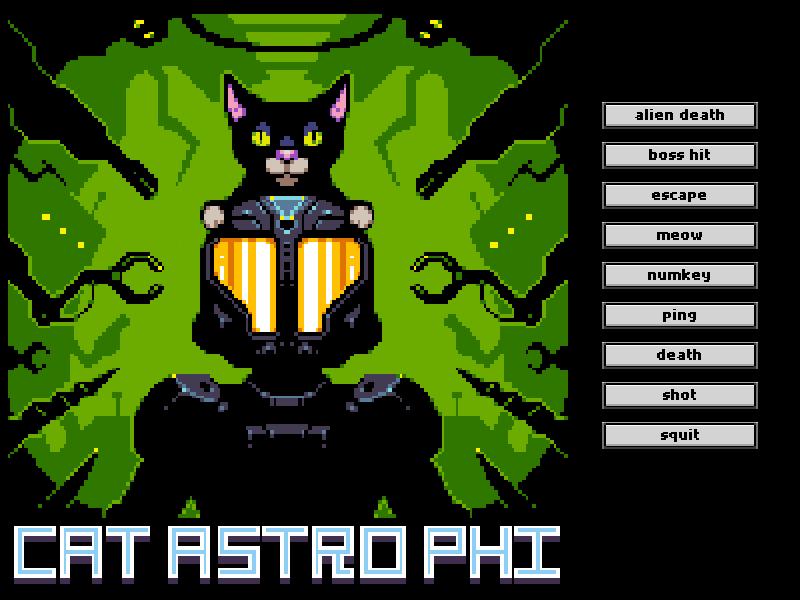 alien death
boss hit
escape
meow
numkey
ping
death
shot
squit
CAT ASTRO PHI